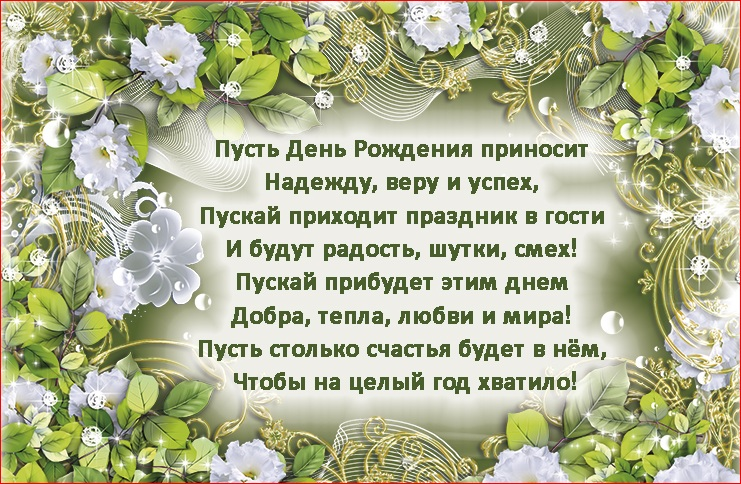 Пусть День Рождения приносит
Надежду, веру и успех,
Пускай приходит праздник в гости
И будут радость, шутки, смех!
Пускай прибудет этим днем
Добра, тепла, любви и мира!
Пусть столько счастья будет в нём,
Чтобы на целый год хватило!